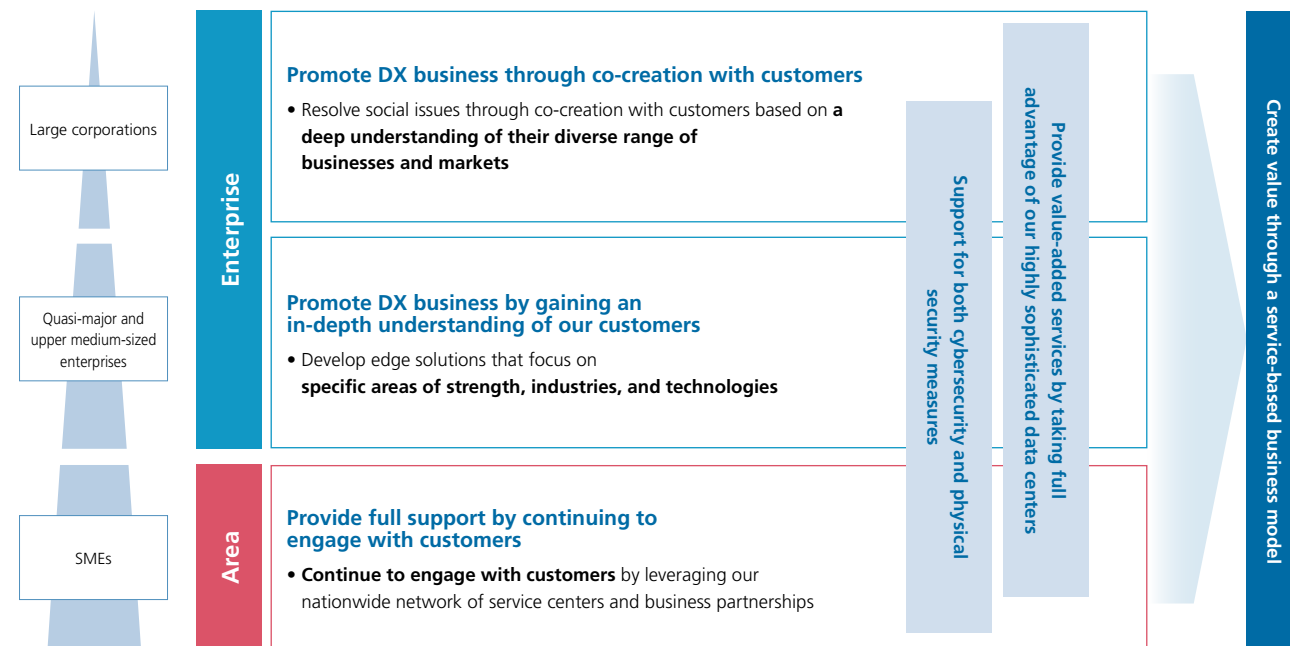 Large corporations
Quasi-major and
upper medium-sized
enterprises
SMEs
Enterprise
Area
Promote DX business through co-creation with customers
• Resolve social issues through co-creation with customers based on a
deep understanding of their diverse range of
businesses and markets
Promote DX business by gaining an
in-depth understanding of our customers
• Develop edge solutions that focus on
specific areas of strength, industries, and technologies
Provide full support by continuing to
engage with customers
• Continue to engage with customers by leveraging our
nationwide network of service centers and business partnerships
Support for both cybersecurity and physical
security measures
Provide value-added services by taking full
advantage of our highly sophisticated data centers
Create value through a service-based business model